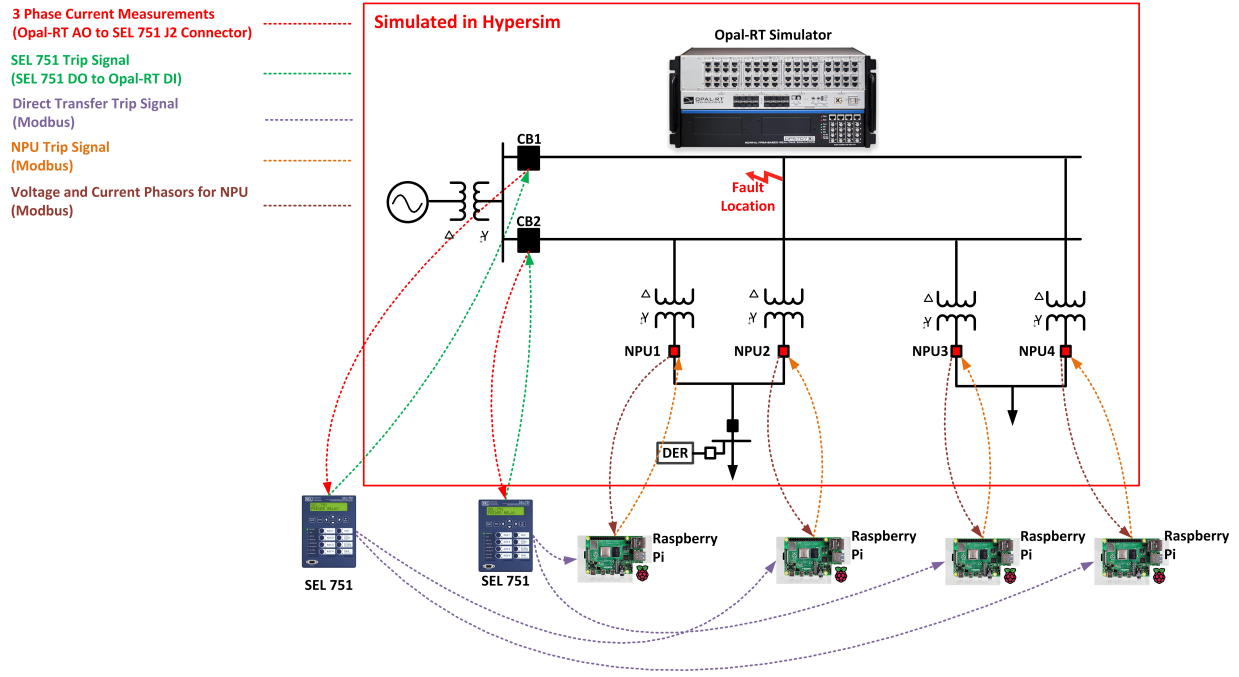 3 Phase Current Measurements
(Opal-RT AO to SEL 751 J2 Connector)
SEL 751 Trip Signal
(SEL 751 DO to Opal-RT DI)
Direct Transfer Trip Signal
(Modbus)
NPU Trip Signal
(Modbus)
Voltage and Current Phasors for NPU
(Modbus)
Simulated in Hypersim
Opal-RT Simulator
OPAL-RT
CB1
Fault
Location
CB2
Δ
Y
Δ
Y
Δ
Y
Δ
Y
Δ
Y
NPU1
NPU2
NPU3
NPU4
DER
SEL 751
SEL 751
Raspberry
Pi
Raspberry
Pi
Raspberry
Pi
Raspberry
Pi